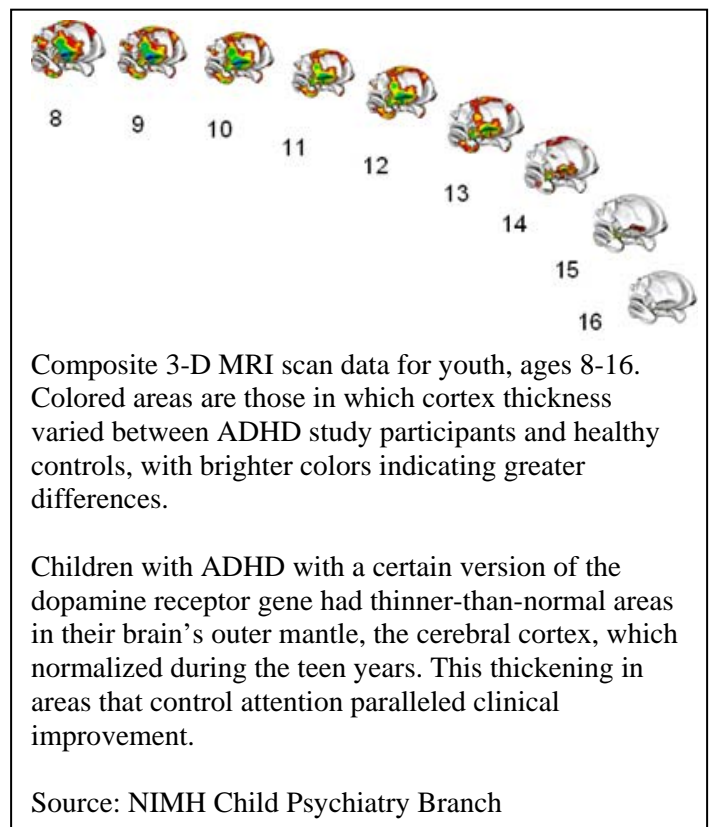 8
9
10
11
12
13
14
15
16
Composite 3-D MRI scan data for youth, ages 8-16.
Colored areas are those in which cortex thickness
varied between ADHD study participants and healthy
controls, with brighter colors indicating greater
differences.
Children with ADHD with a certain version of the
dopamine receptor gene had thinner-than-normal areas
in their brain's outer mantle, the cerebral cortex, which
normalized during the teen years. This thickening in
areas that control attention paralleled clinical
improvement.
Source: NIMH Child Psychiatry Branch